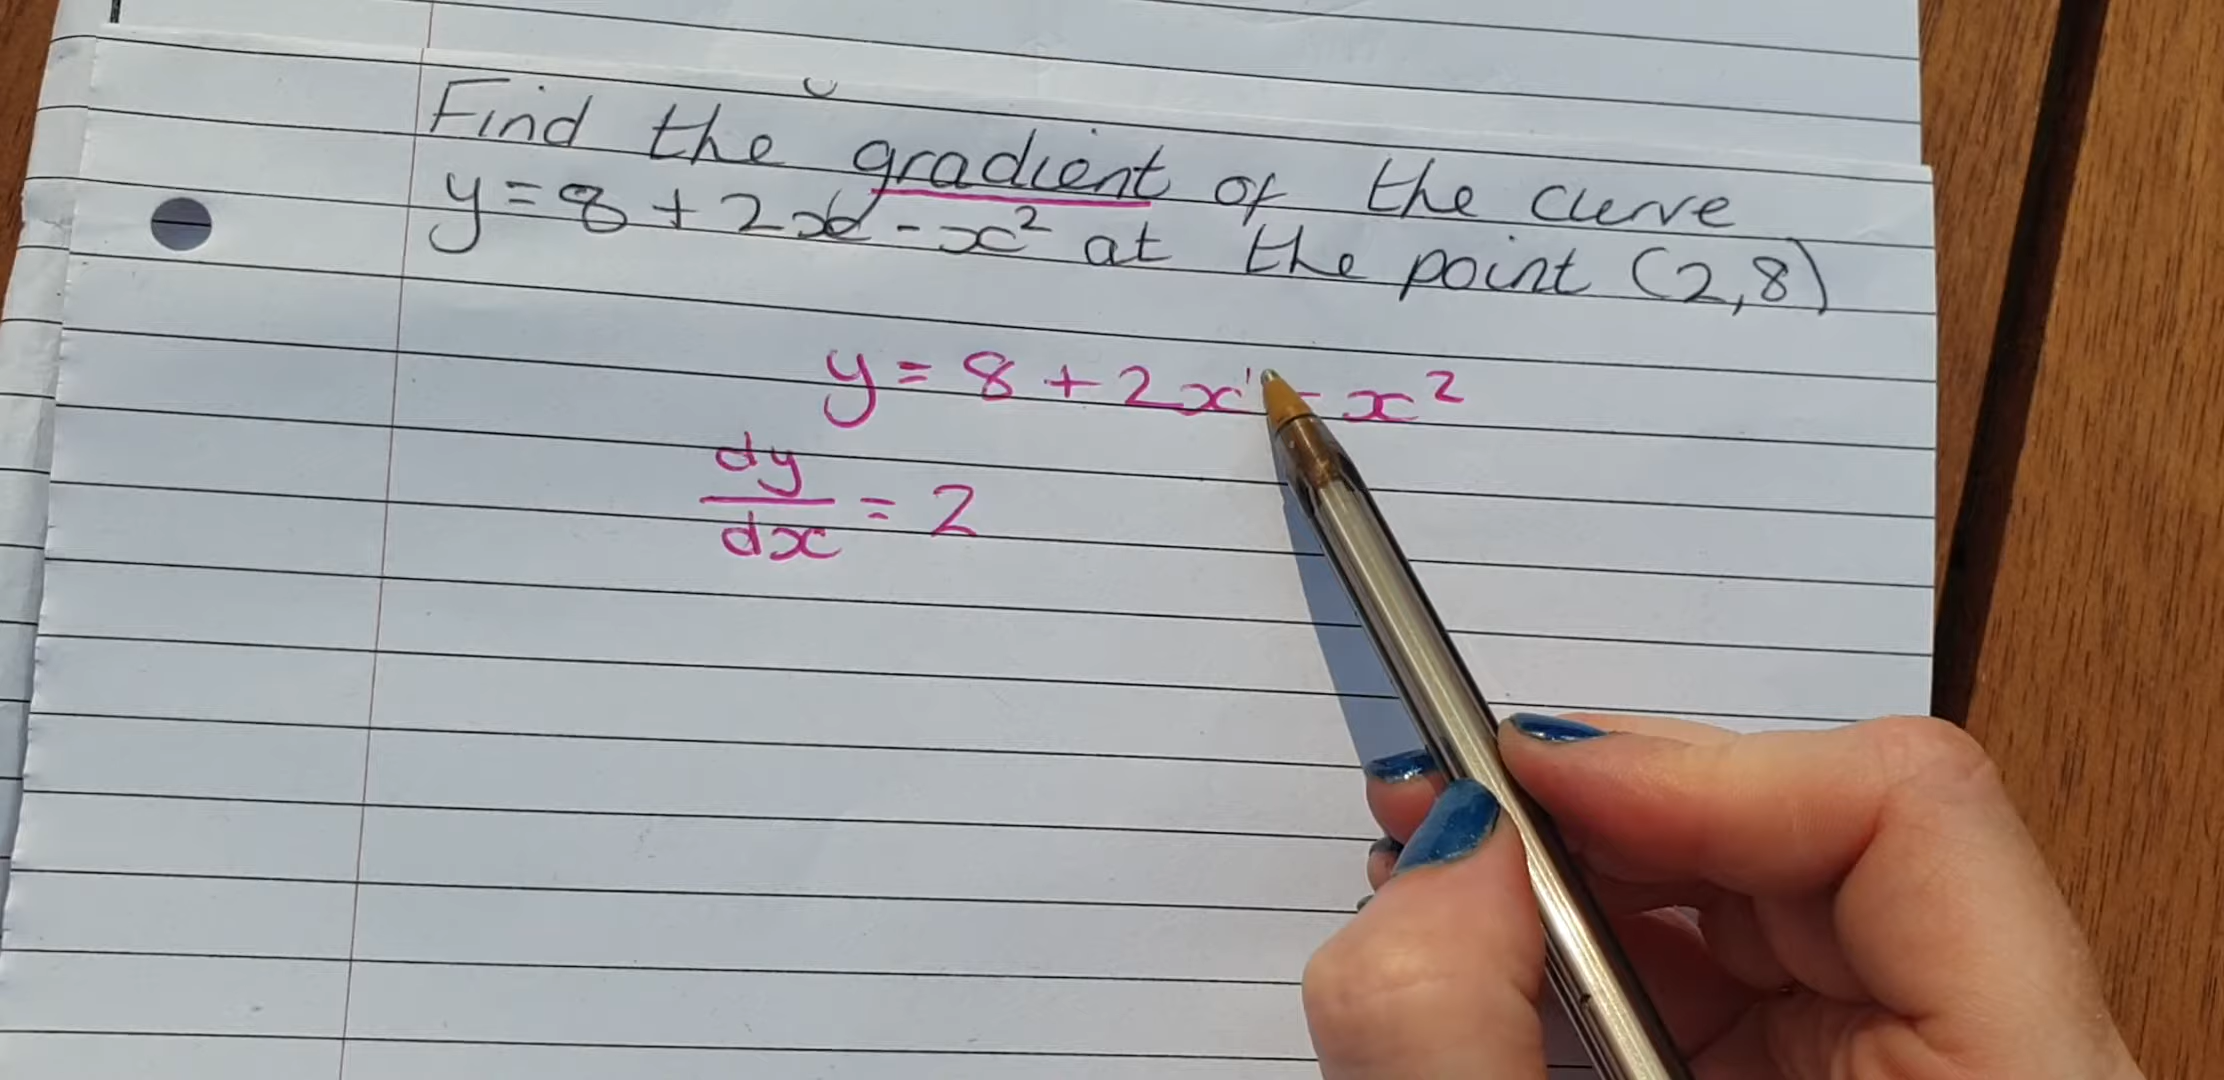 Find the gradient of the curve
y = 8 + 2x - x² at the point (2,8)
y = 8 + 2x¹ - x²
dy/dx = 2